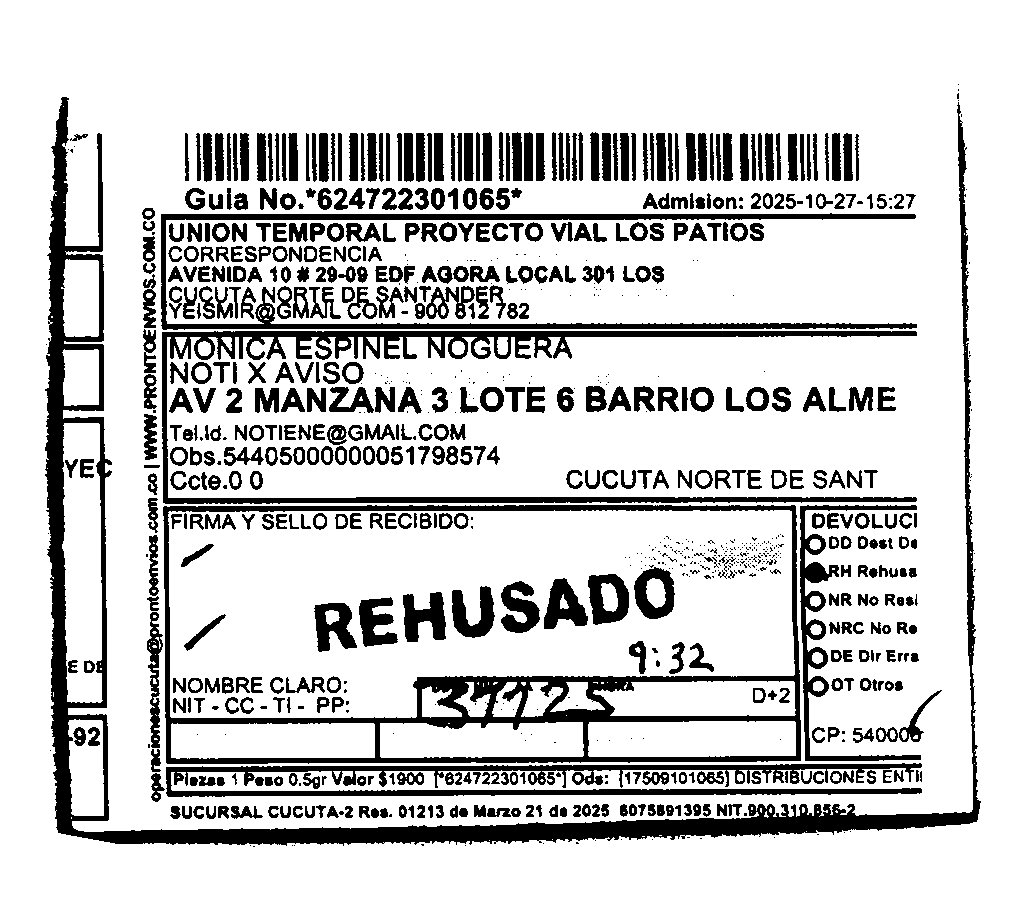 Guia No.*624722301065*
Admision: 2025-10-27-15:27
UNION TEMPORAL PROYECTO VIAL LOS PATIOS
CORRESPONDENCIA
AVENIDA 10 # 29-09 EDF AGORA LOCAL 301 LOS
CUCUTA NORTE DE SANTANDER
YEISMIR@GMAIL COM - 900 812 782
MONICA ESPINEL NOGUERA
NOTI X AVISO
AV 2 MANZANA 3 LOTE 6 BARRIO LOS ALME
Tel.Id. NOTIENE@GMAIL.COM
Obs.54405000000051798574
Ccte.0 0
CUCUTA NORTE DE SANT
FIRMA Y SELLO DE RECIBIDO:
REHUSADO
9:32
NOMBRE CLARO:
NIT - CC - TI - PP:
D+2
DEVOLUCI
DD Dest De
RH Rehusa
NR No Resi
NRC No Re
DE Dir Erra
OT Otros
CP: 540006
Piezas 1 Peso 0.5gr Valor $1900 [*624722301065*] Ods: [17509101065] DISTRIBUCIONES ENTI
SUCURSAL CUCUTA-2 Res. 01213 de Marzo 21 de 2025 6075891395 NIT.900.310.856-2
operacionescucuta@prontoenvios.com.co | WWW.PRONTOENVIOS.COM.CO
YEC
E DE
-92